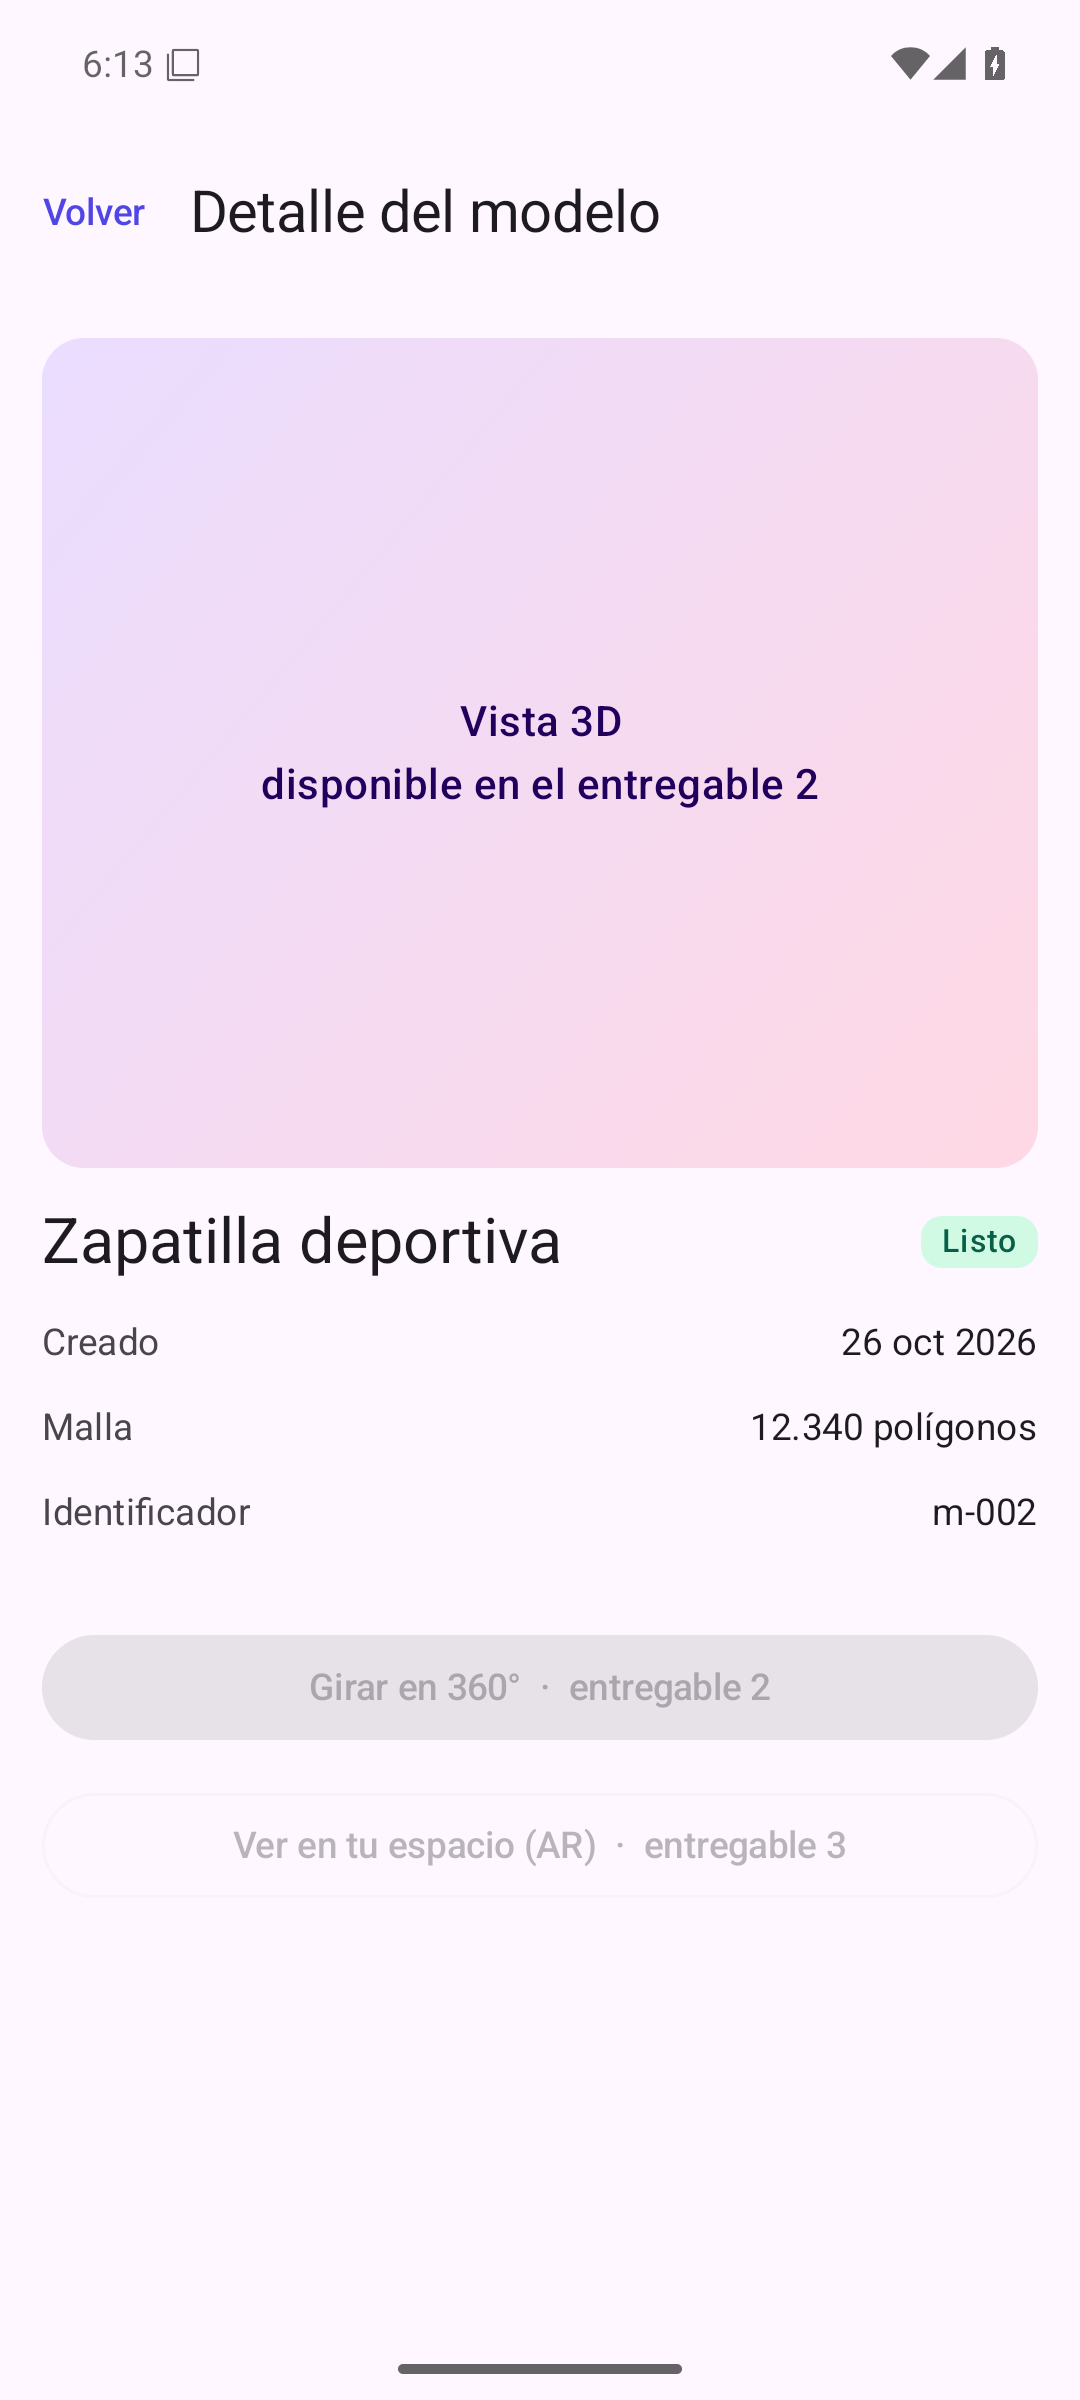 6:13
Volver
Detalle del modelo
Vista 3D
disponible en el entregable 2
Zapatilla deportiva
Listo
Creado
26 oct 2026
Malla
12.340 polígonos
Identificador
m-002
Girar en 360° · entregable 2
Ver en tu espacio (AR) · entregable 3